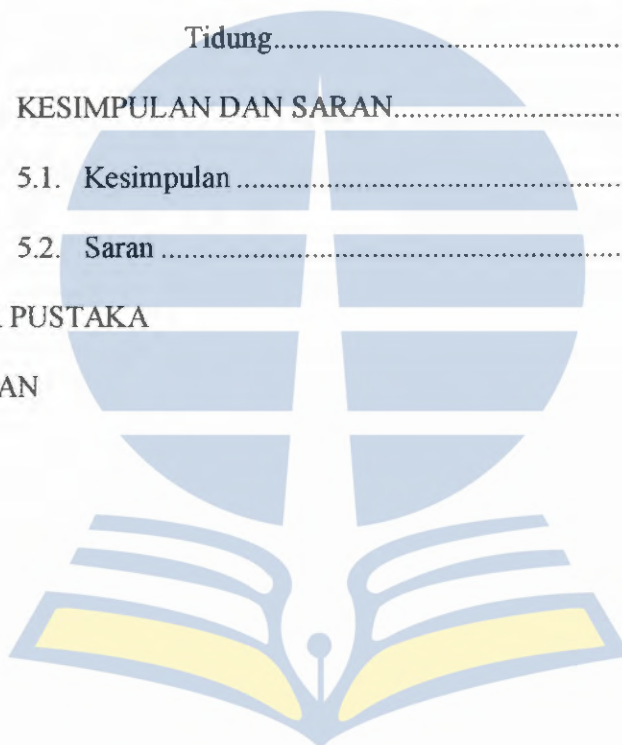 Tidung..........................................................
KESIMPULAN DAN SARAN.......................................
5.1. Kesimpulan .................................................................
5.2. Saran ..............................................................................
PUSTAKA
AN